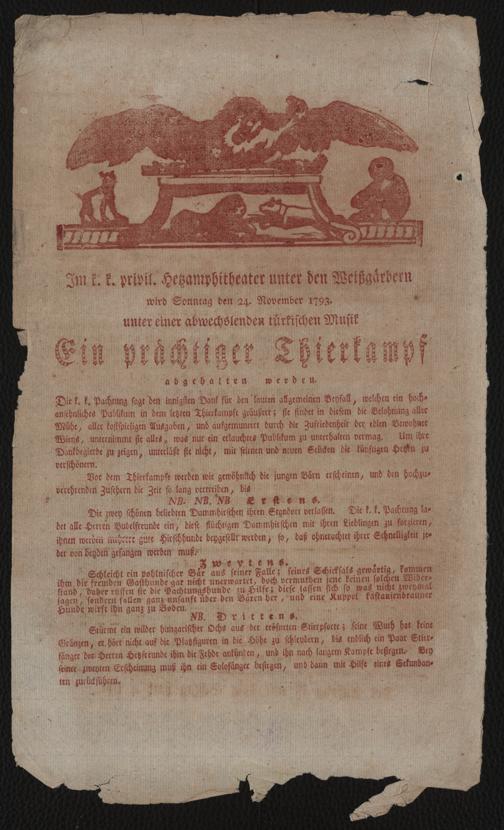 Im k. k. privil. Hetzamphitheater unter den Weißgärbern
wird Sonntag den 24. November 1793.
unter einer abwechslenden türkischen Musik
Ein prächtiger Thierkampf
abgehalten werden.
Die k. k. Pachtung sagt den innigsten Dank für den lauten allgemeinen Beyfall, welchen ein hoch-
ansehnliches Publikum in dem letzten Thierkampfe geäußert; sie findet in diesem die Belohnung aller
Mühe, aller kostspieligen Ausgaben, und aufgemuntert durch die Zufriedenheit der edlen Bewohner
Wiens, unternimmt sie alles, was nur ein erlauchtes Publikum zu unterhalten vermag. Um ihre
Dankbegierde zu zeigen, unterläßt sie nicht, mit seltenen und neuen Stücken die künftigen Hetzen zu
verschönern.
Vor dem Thierkampfe werden wie gewöhnlich die jungen Bärn erscheinen, und den hochzu-
verehrenden Zusehern die Zeit so lang vertreiben, bis
NB. NB. NB. Erstens.
Die zwey schönen beliebten Dammhirschen ihren Standort verlassen. Die k. k. Pachtung la-
det alle Herren Budelfreunde ein, diese flüchtigen Dammhirschen mit ihren Lieblingen zu forziren,
ihnen werden mehrere gute Hirschhunde beygesellt werden, so, daß ohnerachtet ihrer Schnelligkeit je-
der von beyden gefangen werden muß.
Zweytens.
Schleicht ein pohlnischer Bär aus seiner Falle; seines Schicksals gewärtig, kommen
ihm die fremden Gasthunde gar nicht unerwartet, doch vermuthen jene keinen solchen Wider-
stand, daher rüssen sie die Pachtungshunde zu Hilfe; diese lassen sich so was nicht zweymal
sagen, sondern fallen ganz unsanft über den Bären her, und eine Kuppel kastanienbrauner
Hunde wirft ihn ganz zu Boden.
NB. Drittens.
Stürmt ein wilder hungarischer Ochs aus der eröfneten Stierpforte; seine Wuth hat keine
Gränzen, er höret nicht auf die Platzfiguren in die Höhe zu schleudern, bis endlich ein Paar Stier-
fänger den Herren Hetzfreunde ihm die Fehde ankünden, und ihn nach langem Kampfe besiegen. Bey
seiner zweyten Erscheinung muß ihn ein Solofänger besiegen, und dann mit Hilfe eines Sekundan-
ten zurückführen.